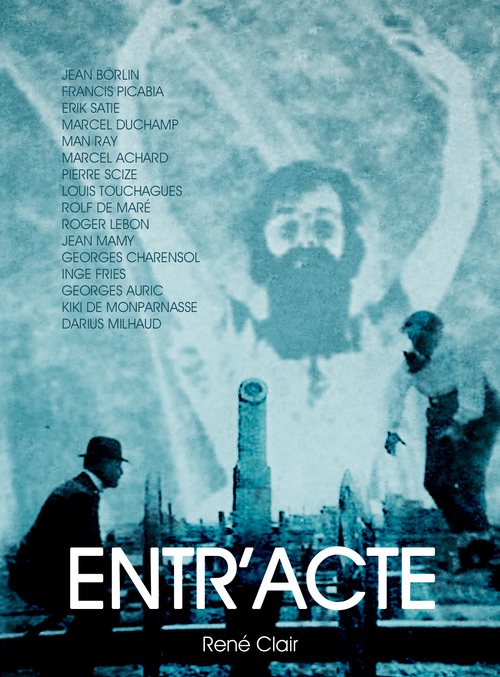 JEAN BÖRLIN
FRANCIS PICABIA
ERIK SATIE
MARCEL DUCHAMP
MAN RAY
MARCEL ACHARD
PIERRE SCIZE
LOUIS TOUCHAGUES
ROLF DE MARÉ
ROGER LEBON
JEAN MAMY
GEORGES CHARENSOL
INGE FRIES
GEORGES AURIC
KIKI DE MONPARNASSE
DARIUS MILHAUD
ENTR'ACTE
René Clair